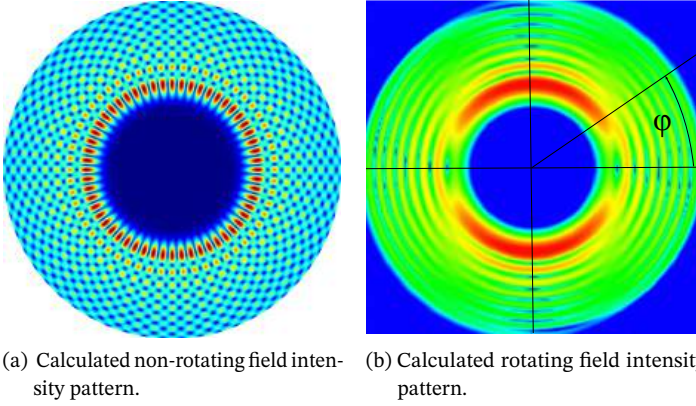 φ
(a) Calculated non-rotating field inten-
sity pattern.
(b) Calculated rotating field intensit
pattern.